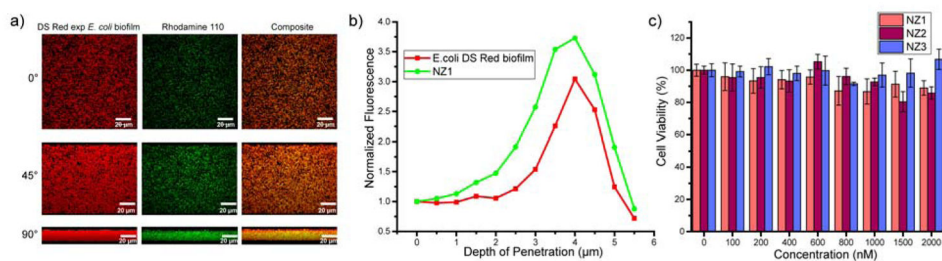 a)
DS Red exp E. coli biofilm Rhodamine 110 Composite
0°
20 µm 20 µm 20 µm
45°
20 µm 20 µm 20 µm
90°
20 µm 20 µm 20 µm
b)
4.0
3.5
3.0
2.5
2.0
1.5
1.0
0.5
Normalized Fluorescence
E.coli DS Red biofilm
NZ1
0 1 2 3 4 5 6
Depth of Penetration (µm)
c)
120
100
80
60
40
20
0
Cell Viability (%)
NZ1
NZ2
NZ3
0 100 200 400 600 800 1000 1500 2000
Concentration (nM)